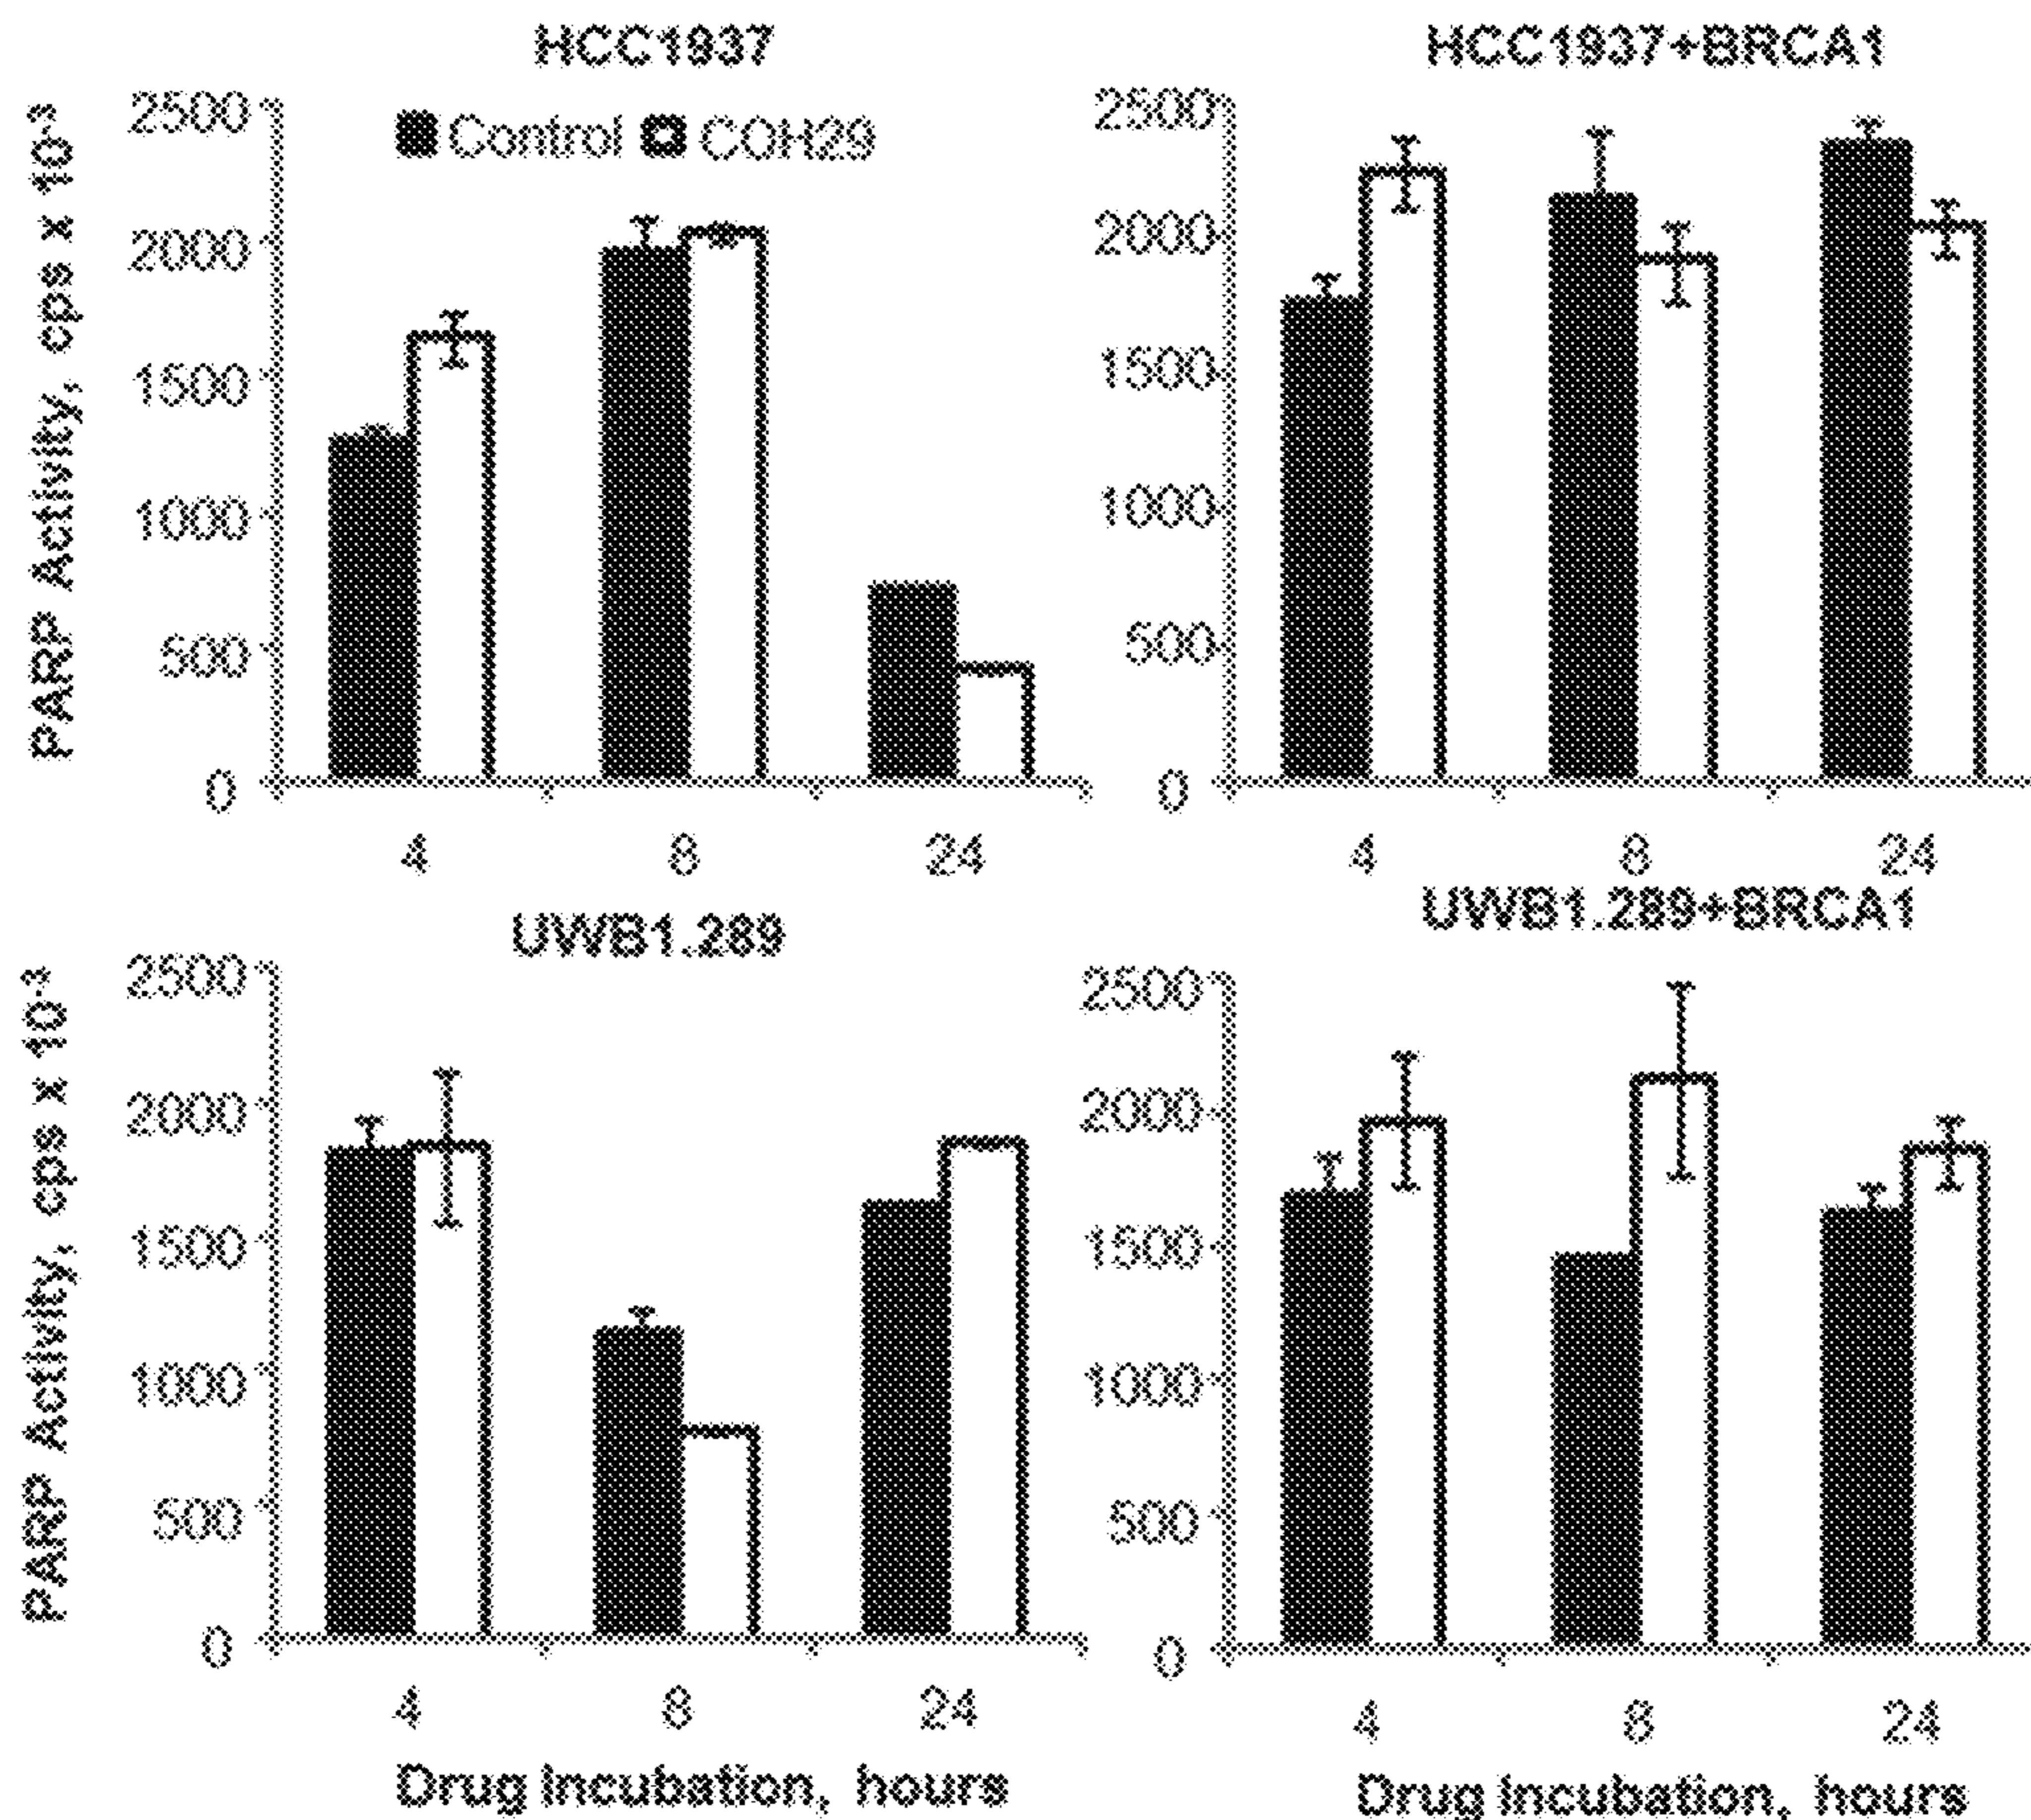 HCC1937
PARP Activity, cps x 10-3
2500
2000
1500
1000
500
0
Control COH29
4 8 24
HCC1937+BRCA1
2500
2000
1500
1000
500
0
4 8 24
UWB1.289
PARP Activity, cps x 10-3
2500
2000
1500
1000
500
0
4 8 24
Drug Incubation, hours
UWB1.289+BRCA1
2500
2000
1500
1000
500
0
4 8 24
Drug Incubation, hours